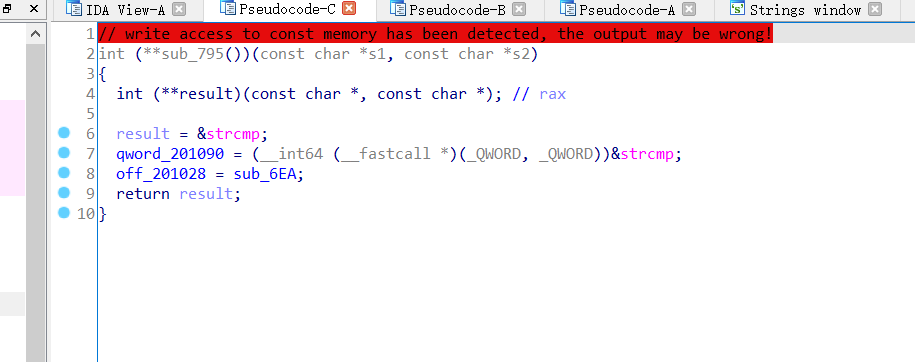 IDA View-A Pseudocode-C Pseudocode-B Pseudocode-A Strings window
1 // write access to const memory has been detected, the output may be wrong!
2 int (**sub_795())(const char *s1, const char *s2)
3 {
4   int (**result)(const char *, const char *); // rax
5
6   result = &strcmp;
7   qword_201090 = (__int64 (__fastcall *)(_QWORD, _QWORD))&strcmp;
8   off_201028 = sub_6EA;
9   return result;
10 }